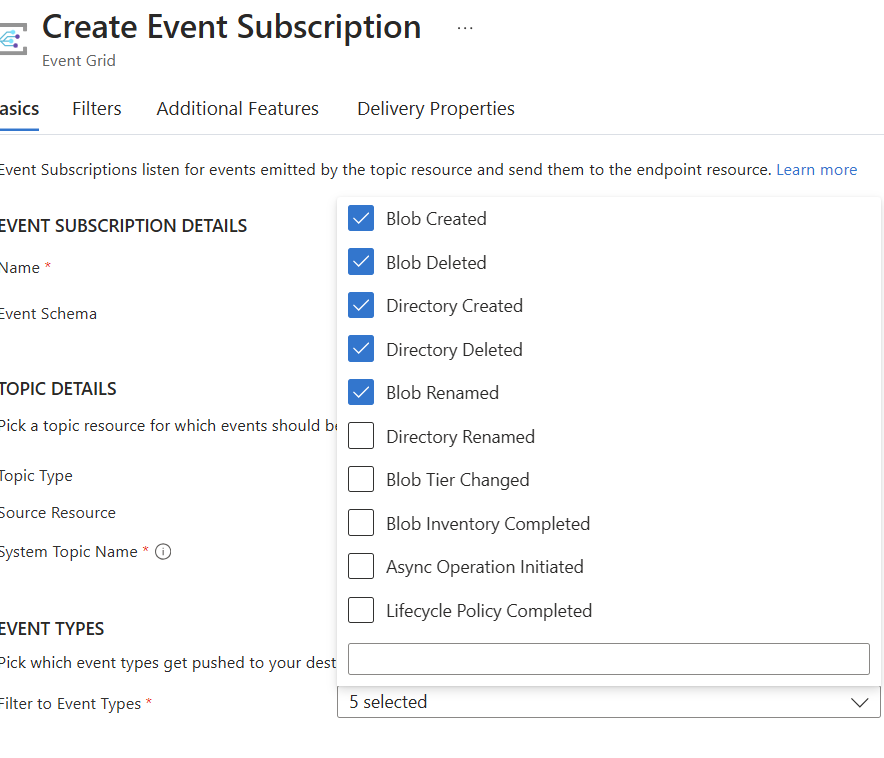 Create Event Subscription ...
Event Grid
asics Filters Additional Features Delivery Properties
Event Subscriptions listen for events emitted by the topic resource and send them to the endpoint resource. Learn more
EVENT SUBSCRIPTION DETAILS
Name *
Event Schema
TOPIC DETAILS
Pick a topic resource for which events should be
Topic Type
Source Resource
System Topic Name *
EVENT TYPES
Pick which event types get pushed to your dest
Filter to Event Types *
Blob Created
Blob Deleted
Directory Created
Directory Deleted
Blob Renamed
Directory Renamed
Blob Tier Changed
Blob Inventory Completed
Async Operation Initiated
Lifecycle Policy Completed
5 selected